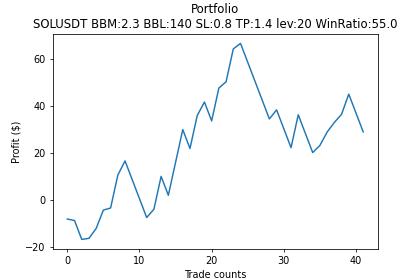 Portfolio
SOLUSDT BBM:2.3 BBL:140 SL:0.8 TP:1.4 lev:20 WinRatio:55.0
Profit ($)
60
40
20
0
−20
0
10
20
30
40
Trade counts